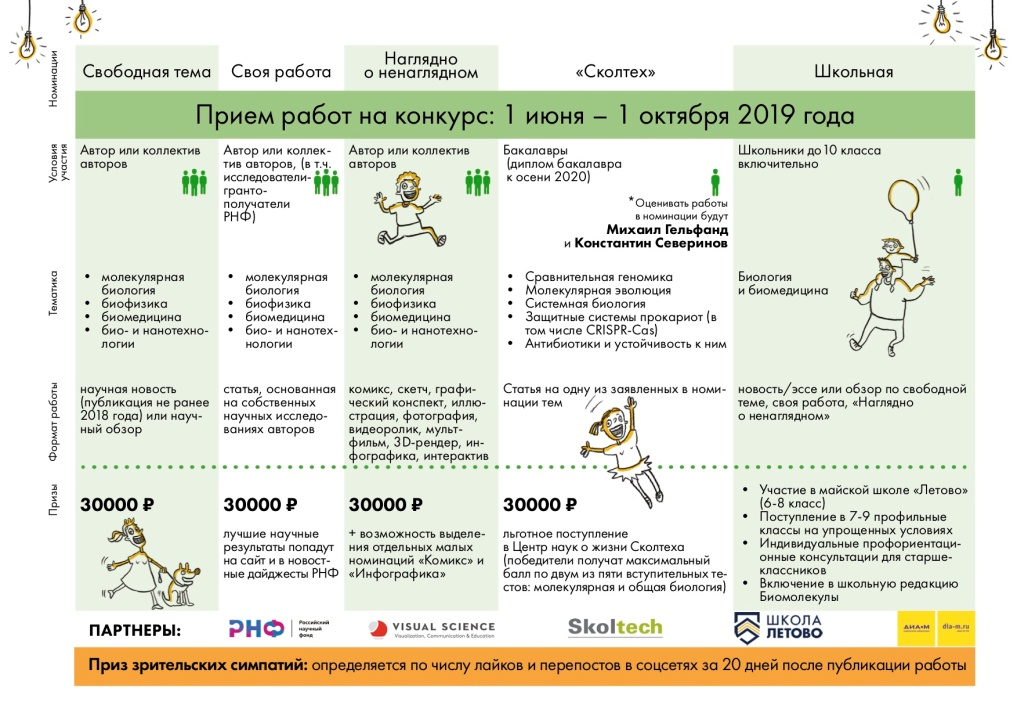 Номинации
Свободная тема
Своя работа
Наглядно
о ненаглядном
«Сколтех»
Школьная
Прием работ на конкурс: 1 июня – 1 октября 2019 года
Условия
участия
Автор или коллектив
авторов
Автор или коллек-
тив авторов, (в т.ч.
исследователи-
гранто-
получатели
РНФ)
Автор или коллектив
авторов
Бакалавры
(диплом бакалавра
к осени 2020)
*Оценивать работы
в номинации будут
Михаил Гельфанд
и Константин Северинов
Школьники до 10 класса
включительно
Тематика
• молекулярная
биология
• биофизика
• биомедицина
• био- и нанотехно-
логии
• молекулярная
биология
• биофизика
• биомедицина
• био- и нанотех-
нологии
• молекулярная
биология
• биофизика
• биомедицина
• био- и нанотехно-
логии
• Сравнительная геномика
• Молекулярная эволюция
• Системная биология
• Защитные системы прокариот (в
том числе CRISPR-Cas)
• Антибиотики и устойчивость к ним
Биология
и биомедицина
Формат работы
научная новость
(публикация не ранее
2018 года) или науч-
ный обзор
статья, основанная
на собственных
научных исследо-
ваниях авторов
комикс, скетч, графи-
ческий конспект, иллю-
страция, фотография,
видеоролик, муль-
фильм, 3D-рендер, ин-
фографика, интерактив
Статья на одну из заявленных в номи-
нации тем
новость/эссе или обзор по свободной
теме, своя работа, «Наглядно
о ненаглядном»
Призы
30000 ₽
30000 ₽
лучшие научные
результаты попадут
на сайт и в новост-
ные дайджесты РНФ
30000 ₽
+ возможность выделе-
ния отдельных малых
номинаций «Комикс» и
«Инфографика»
30000 ₽
льготное поступление
в Центр наук о жизни Сколтеха
(победители получат максимальный
балл по двум из пяти вступительных те-
стов: молекулярная и общая биология)
• Участие в майской школе «Летово»
(6-8 класс)
• Поступление в 7-9 профильные
классы на упрощенных условиях
• Индивидуальные профориентаци-
онные консультации для старше-
классников
• Включение в школьную редакцию
Биомолекулы
ПАРТНЕРЫ:
РНФ
Российский
научный
фонд
VISUAL SCIENCE
Visualization, Communication & Education
Skoltech
ШКОЛА
ЛЕТОВО
ДИА•М
dia-m.ru
Приз зрительских симпатий: определяется по числу лайков и перепостов в соцсетях за 20 дней после публикации работы